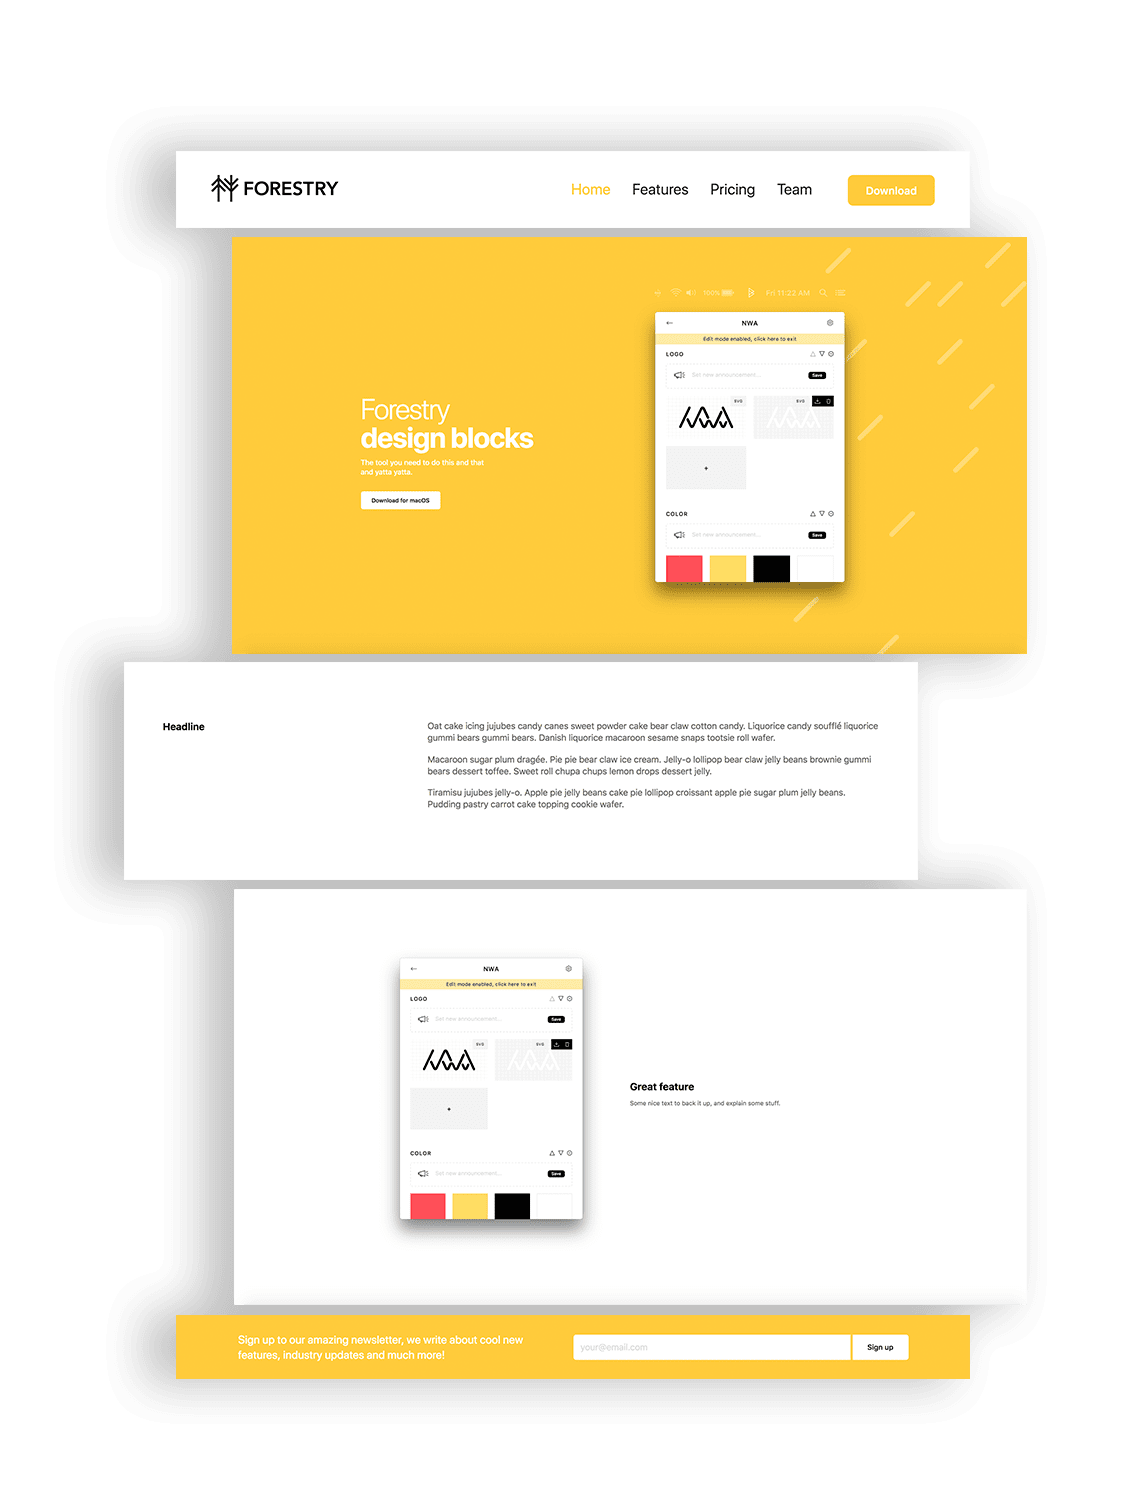 FORESTRY
Home Features Pricing Team Download
100% Fri 11:22 AM
NWA
Edit mode enabled, click here to exit
LOGO
Set new announcement... Save
SVG SVG
COLOR
Set new announcement... Save
Forestry
design blocks
The tool you need to do this and that
and yatta yatta.
Download for macOS
Headline
Oat cake icing jujubes candy canes sweet powder cake bear claw cotton candy. Liquorice candy soufflé liquorice
gummi bears gummi bears. Danish liquorice macaroon sesame snaps tootsie roll wafer.
Macaroon sugar plum dragée. Pie pie bear claw ice cream. Jelly-o lollipop bear claw jelly beans brownie gummi
bears dessert toffee. Sweet roll chupa chups lemon drops dessert jelly.
Tiramisu jujubes jelly-o. Apple pie jelly beans cake pie lollipop croissant apple pie sugar plum jelly beans.
Pudding pastry carrot cake topping cookie wafer.
NWA
Edit mode enabled, click here to exit
LOGO
Set new announcement... Save
SVG SVG
COLOR
Set new announcement... Save
Great feature
Some nice text to back it up, and explain some stuff.
Sign up to our amazing newsletter, we write about cool new
features, industry updates and much more!
your@email.com Sign up